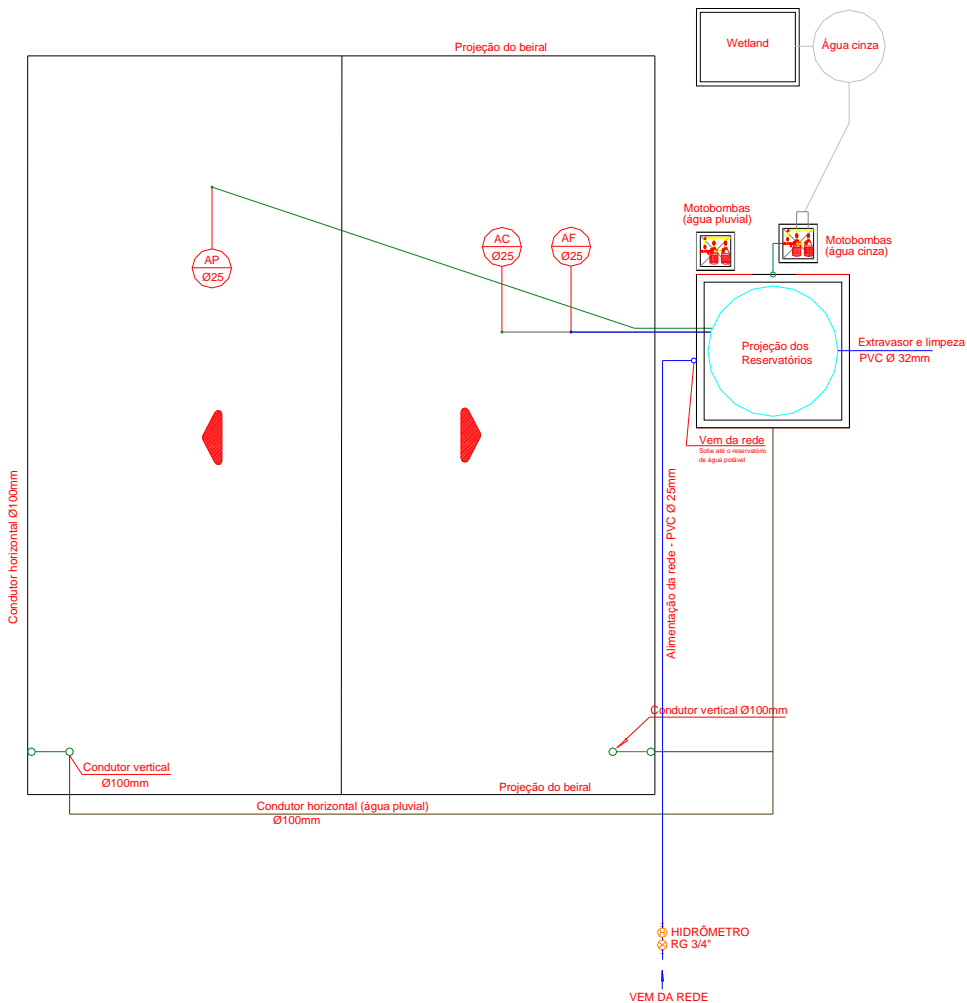 Projeção do beiral
Wetland
Água cinza
Motobombas
(água pluvial)
Motobombas
(água cinza)
AP
Ø25
AC
Ø25
AF
Ø25
Projeção dos
Reservatórios
Extravasor e limpeza
PVC Ø 32mm
Vem da rede
Sobe até o reservatório
de água potável
Condutor horizontal Ø100mm
Alimentação da rede - PVC Ø 25mm
Condutor vertical Ø100mm
Condutor vertical
Ø100mm
Projeção do beiral
Condutor horizontal (água pluvial)
Ø100mm
H HIDRÔMETRO
RG 3/4"
VEM DA REDE